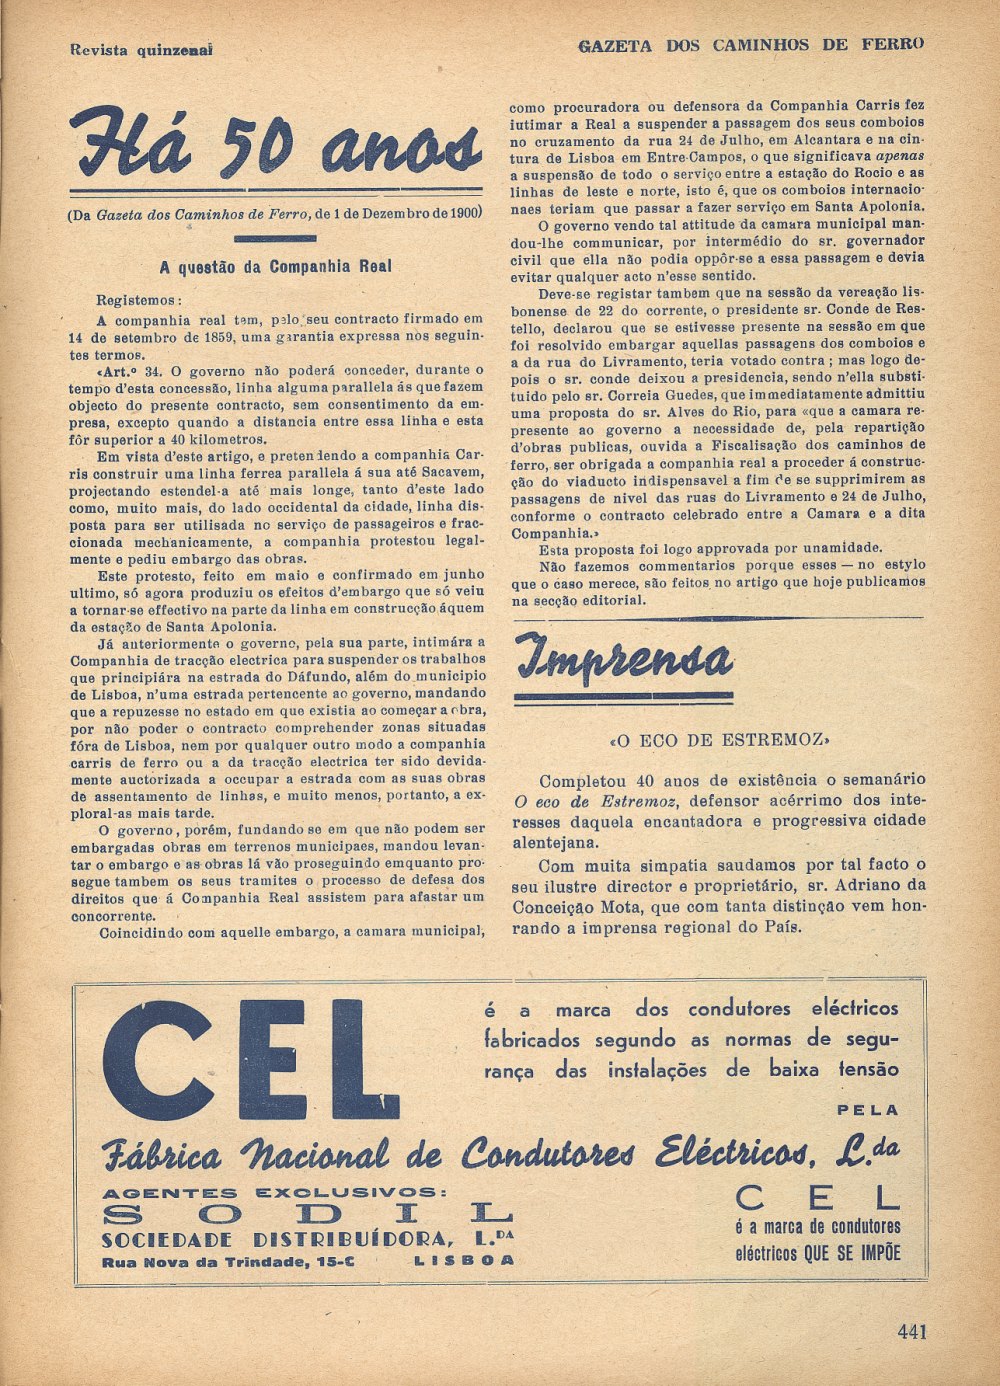 Revista quinzenal
GAZETA DOS CAMINHOS DE FERRO
Há 50 anos
(Da Gazeta dos Caminhos de Ferro, de 1 de Dezembro de 1900)
A questão da Companhia Real
Registemos:
A companhia real tem, pelo seu contracto firmado em
14 de setembro de 1859, uma garantia expressa nos seguin-
tes termos.
«Art.º 34. O governo não poderá conceder, durante o
tempo d'esta concessão, linha alguma parallela ás que fazem
objecto do presente contracto, sem consentimento da em-
presa, excepto quando a distancia entre essa linha e esta
fôr superior a 40 kilometros.
Em vista d'este artigo, e pretendendo a companhia Car-
ris construir uma linha ferrea parallela á sua até Sacavem,
projectando estendel-a até mais longe, tanto d'este lado
como, muito mais, do lado occidental da cidade, linha dis-
posta para ser utilisada no serviço de passageiros e frac-
cionada mechanicamente, a companhia protestou legal-
mente e pediu embargo das obras.
Este protesto, feito em maio e confirmado em junho
ultimo, só agora produziu os efeitos d'embargo que só veiu
a tornar-se effectivo na parte da linha em construcção áquem
da estação de Santa Apolonia.
Já anteriormente o governo, pela sua parte, intimára a
Companhia de tracção electrica para suspender os trabalhos
que principiára na estrada do Dáfundo, além do municipio
de Lisboa, n'uma estrada pertencente ao governo, mandando
que a repuzesse no estado em que existia ao começar a obra,
por não poder o contracto comprehender zonas situadas
fóra de Lisboa, nem por qualquer outro modo a companhia
carris de ferro ou a da tracção electrica ter sido devida-
mente auctorizada a occupar a estrada com as suas obras
de assentamento de linhas, e muito menos, portanto, a ex-
ploral-as mais tarde.
O governo, porém, fundando se em que não podem ser
embargadas obras em terrenos municipaes, mandou levan-
tar o embargo e as obras lá vão proseguindo emquanto pro-
segue tambem os seus tramites o processo de defesa dos
direitos que á Companhia Real assistem para afastar um
concorrente.
Coincidindo com aquelle embargo, a camara municipal,
como procuradora ou defensora da Companhia Carris fez
iutimar a Real a suspender a passagem dos seus comboios
no cruzamento da rua 24 de Julho, em Alcantara e na cin-
tura de Lisboa em Entre-Campos, o que significava apenas
a suspensão de todo o serviço entre a estação do Rocio e as
linhas de leste e norte, isto é, que os comboios internacio-
naes teriam que passar a fazer serviço em Santa Apolonia.
O governo vendo tal attitude da camara municipal man-
dou-lhe communicar, por intermédio do sr. governador
civil que ella não podia oppôr-se a essa passagem e devia
evitar qualquer acto n'esse sentido.
Deve-se registar tambem que na sessão da vereação lis-
bonense de 22 do corrente, o presidente sr. Conde de Res-
tello, declarou que se estivesse presente na sessão em que
foi resolvido embargar aquellas passagens dos comboios e
a da rua do Livramento, teria votado contra; mas logo de-
pois o sr. conde deixou a presidencia, sendo n'ella substi-
tuido pelo sr. Correia Guedes, que immediatamente admittiu
uma proposta do sr. Alves do Rio, para «que a camara re-
presente ao governo a necessidade de, pela repartição
d'obras publicas, ouvida a Fiscalisação dos caminhos de
ferro, ser obrigada a companhia real a proceder á construc-
ção do viaducto indispensavel a fim de se supprimirem as
passagens de nivel das ruas do Livramento e 24 de Julho,
conforme o contracto celebrado entre a Camara e a dita
Companhia.»
Esta proposta foi logo approvada por unamidade.
Não fazemos commentarios porque esses — no estylo
que o caso merece, são feitos no artigo que hoje publicamos
na secção editorial.
Imprensa
«O ECO DE ESTREMOZ»
Completou 40 anos de existência o semanário
O eco de Estremoz, defensor acérrimo dos inte-
resses daquela encantadora e progressiva cidade
alentejana.
Com muita simpatia saudamos por tal facto o
seu ilustre director e proprietário, sr. Adriano da
Conceição Mota, que com tanta distinção vem hon-
rando a imprensa regional do País.
CEL
é a marca dos condutores eléctricos
fabricados segundo as normas de segu-
rança das instalações de baixa tensão
PELA
Fábrica Nacional de Condutores Eléctricos, L.da
AGENTES EXCLUSIVOS:
SODIL
SOCIEDADE DISTRIBUÍDORA, L.DA
Rua Nova da Trindade, 15-C LISBOA
CEL
é a marca de condutores
eléctricos QUE SE IMPÕE
441